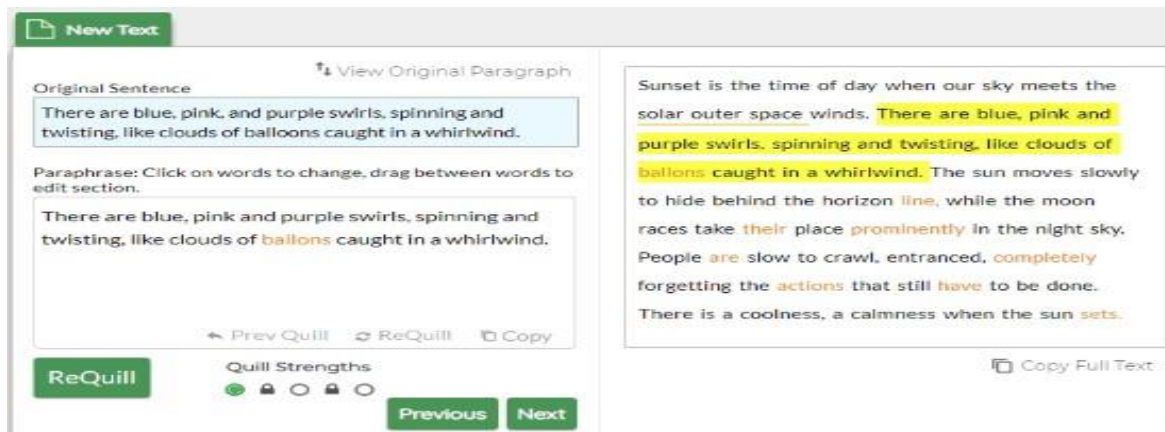 New Text
View Original Paragraph
Original Sentence
There are blue, pink, and purple swirls, spinning and
twisting, like clouds of balloons caught in a whirlwind.
Paraphrase: Click on words to change, drag between words to
edit section.
There are blue, pink and purple swirls, spinning and
twisting, like clouds of ballons caught in a whirlwind.
Prev Quill ReQuill Copy
ReQuill
Quill Strengths
Previous Next
Sunset is the time of day when our sky meets the
solar outer space winds. There are blue, pink and
purple swirls, spinning and twisting, like clouds of
ballons caught in a whirlwind. The sun moves slowly
to hide behind the horizon line, while the moon
races take their place prominently in the night sky.
People are slow to crawl, entranced, completely
forgetting the actions that still have to be done.
There is a coolness, a calmness when the sun sets.
Copy Full Text